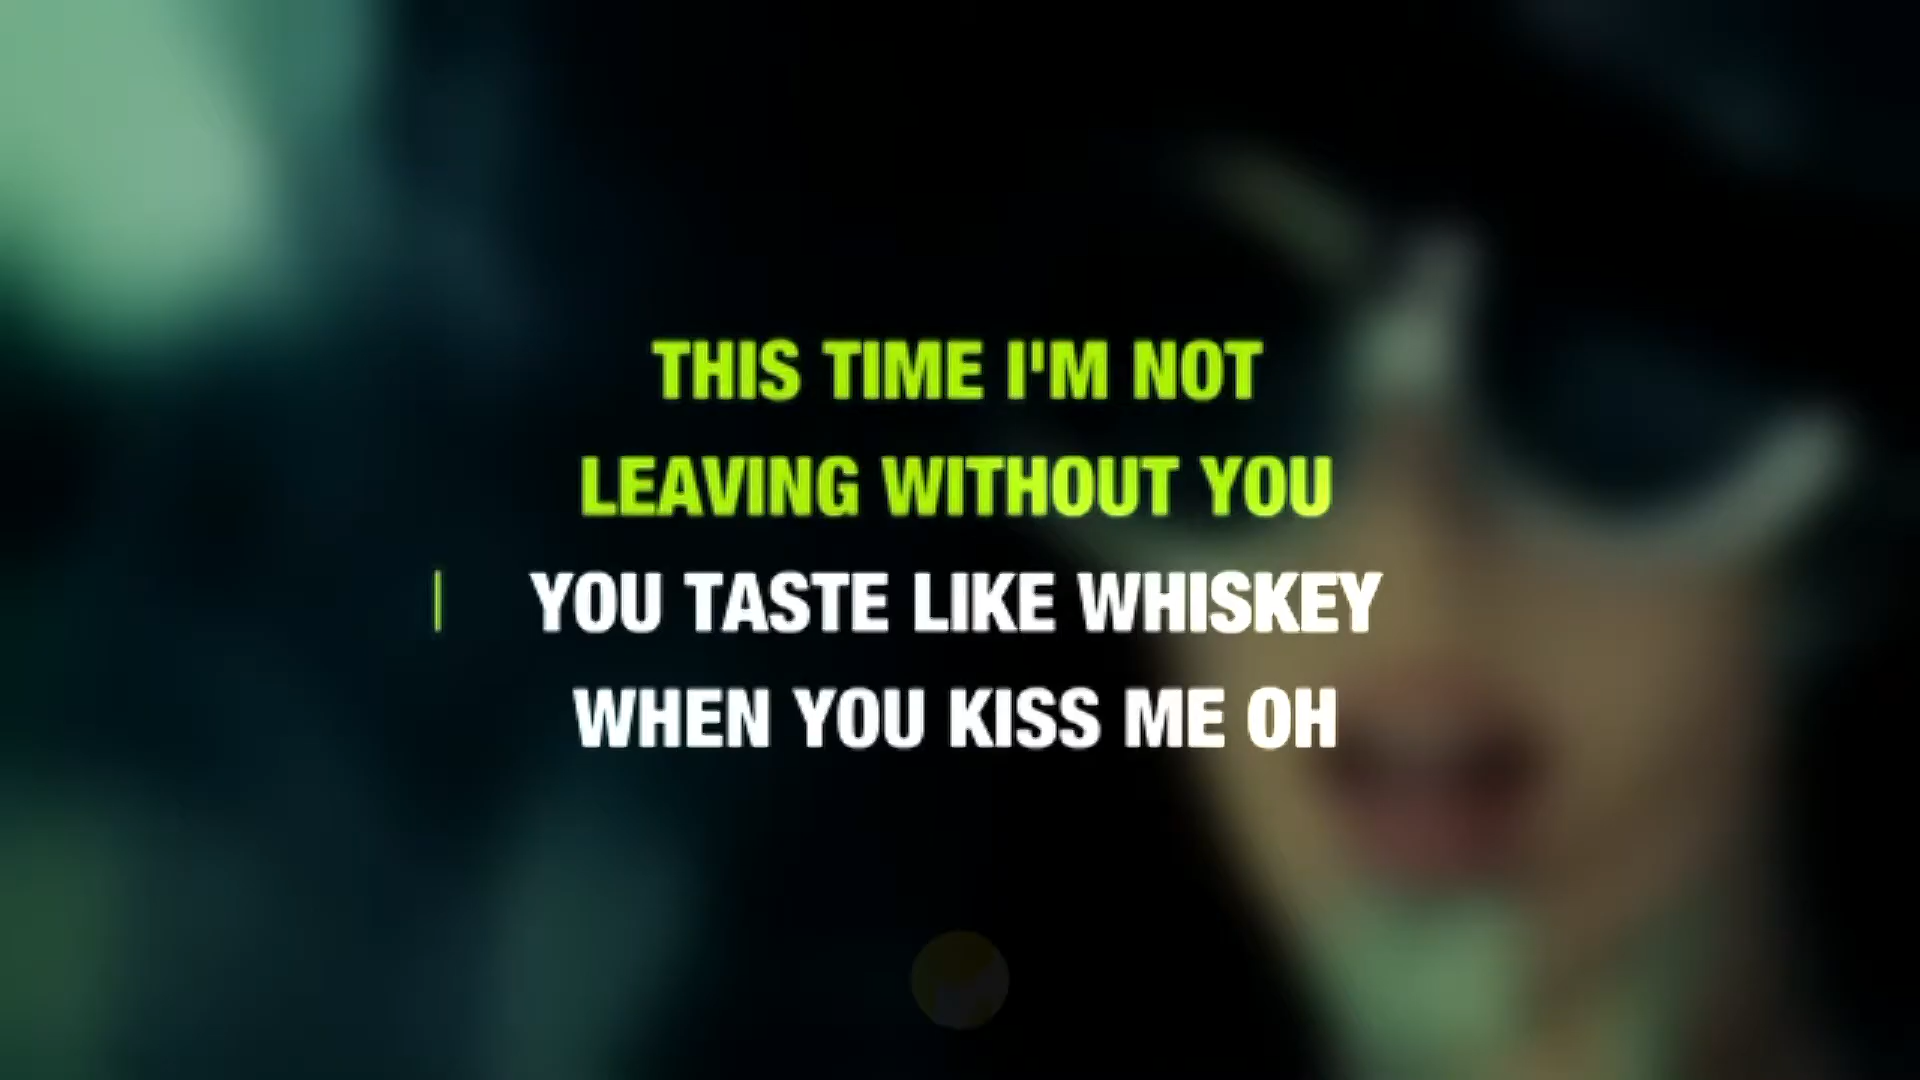 THIS TIME I'M NOT
LEAVING WITHOUT YOU
YOU TASTE LIKE WHISKEY
WHEN YOU KISS ME OH